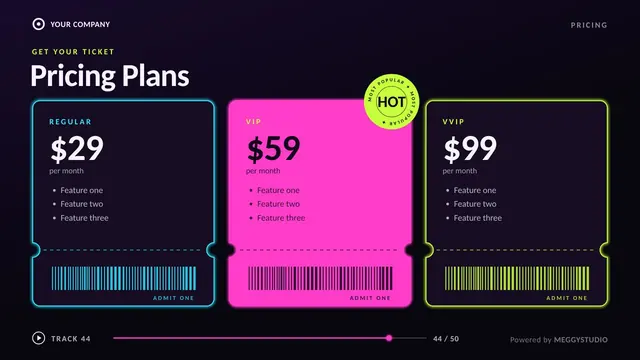 YOUR COMPANY
PRICING
GET YOUR TICKET
Pricing Plans
MOST POPULAR ✦ MOST POPULAR ✦
HOT
REGULAR
$29
per month
• Feature one
• Feature two
• Feature three
ADMIT ONE
VIP
$59
per month
• Feature one
• Feature two
• Feature three
ADMIT ONE
VVIP
$99
per month
• Feature one
• Feature two
• Feature three
ADMIT ONE
TRACK 44
44 / 50
Powered by MEGGYSTUDIO